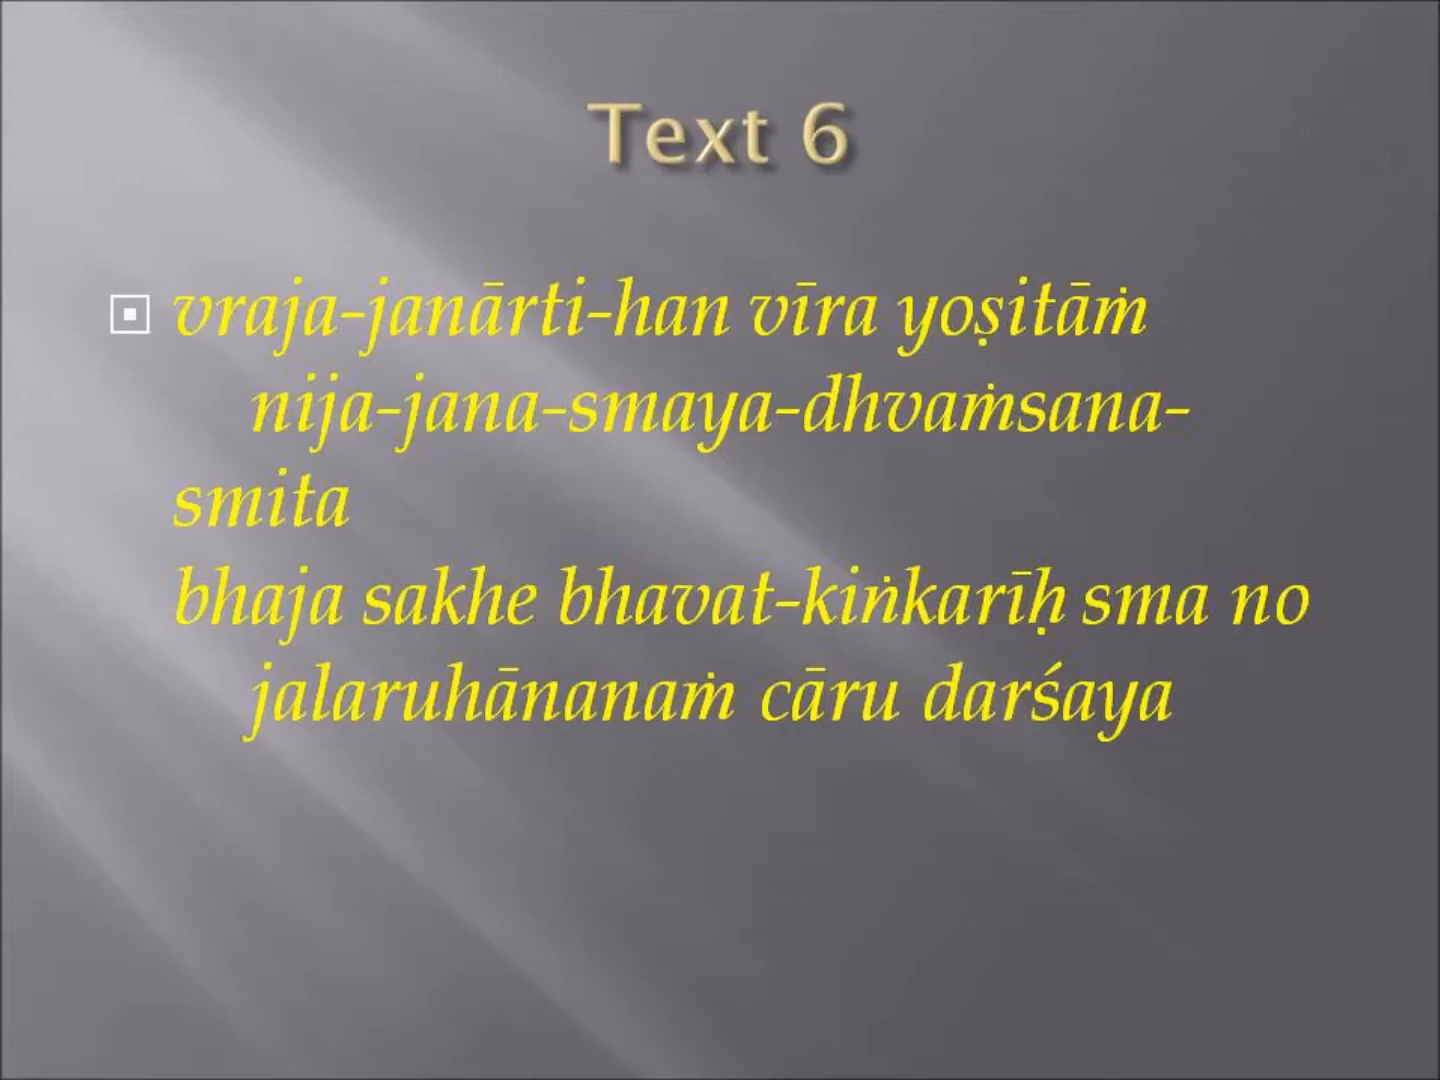 Text 6
vraja-janārti-han vīra yoṣitāṁ
nija-jana-smaya-dhvaṁsana-
smita
bhaja sakhe bhavat-kiṅkarīḥ sma no
jalaruhānanaṁ cāru darśaya